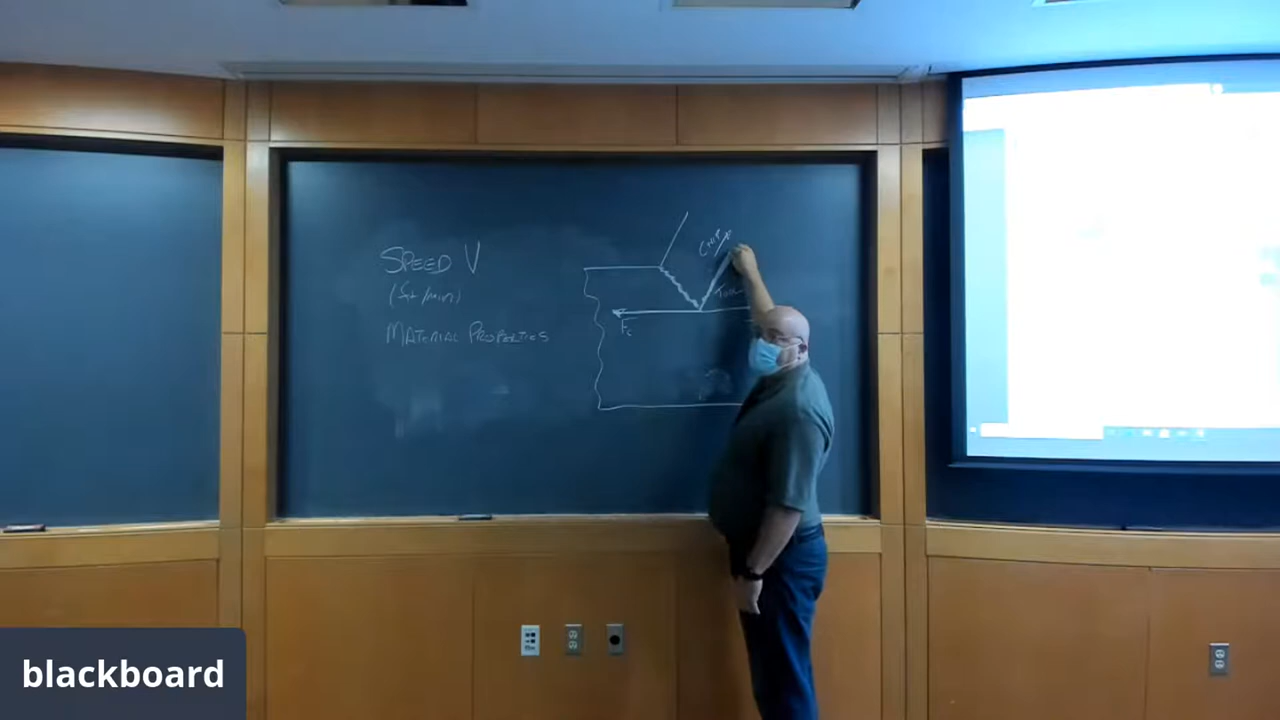 SPEED V
(ft/min)
MATERIAL PROPERTIES
CHIP
TOOL
Fc
blackboard